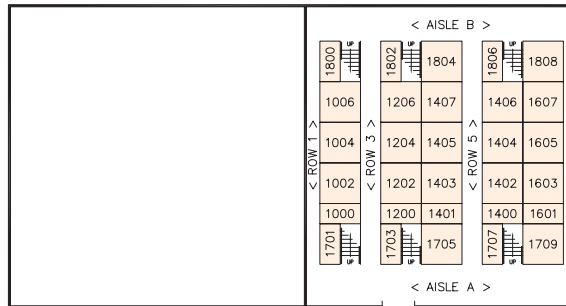 < AISLE B >
1800 UP 1802 UP 1804 1806 UP 1808
1006 1206 1407 1406 1607
< ROW 1 > 1004 < ROW 3 > 1204 1405 < ROW 5 > 1404 1605
1002 1202 1403 1402 1603
1000 1200 1401 1400 1601
1701 UP 1703 UP 1705 1707 UP 1709
< AISLE A >